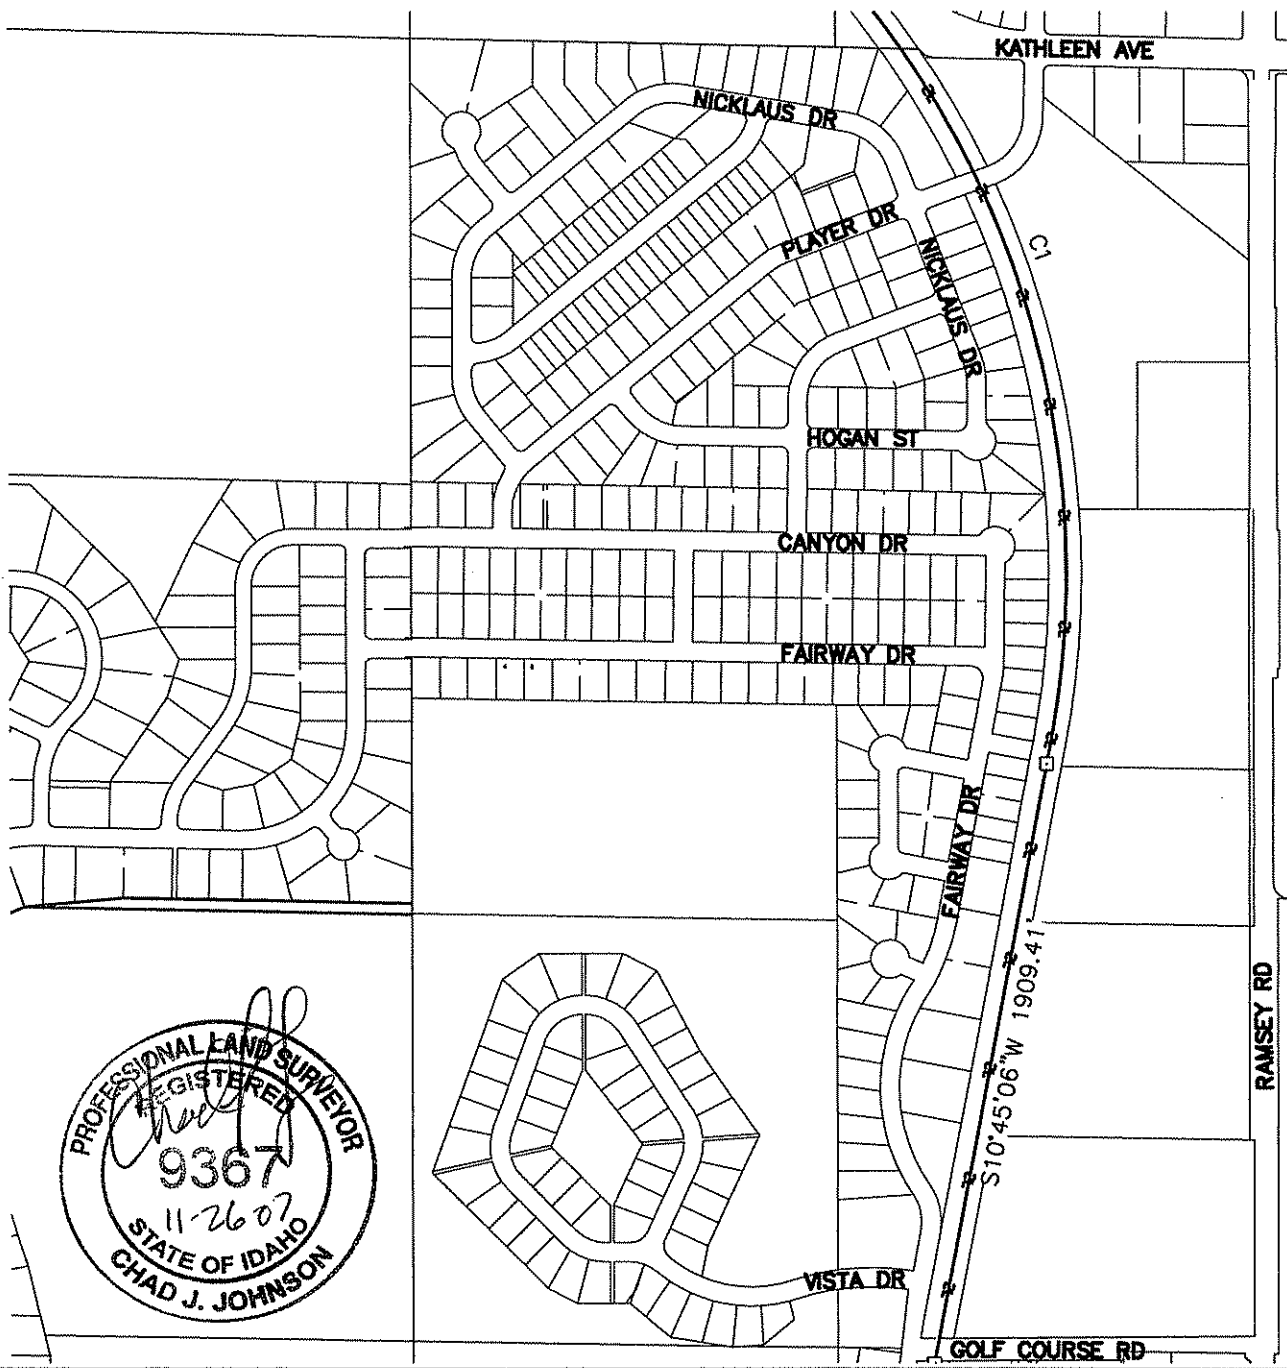 KATHLEEN AVE
NICKLAUS DR
PLAYER DR
C1
NICKLAUS DR
HOGAN ST
CANYON DR
FAIRWAY DR
FAIRWAY DR
S10°45'06"W 1909.41'
RAMSEY RD
PROFESSIONAL LAND SURVEYOR
REGISTERED
9367
11-26-07
STATE OF IDAHO
CHAD J. JOHNSON
VISTA DR
GOLF COURSE RD